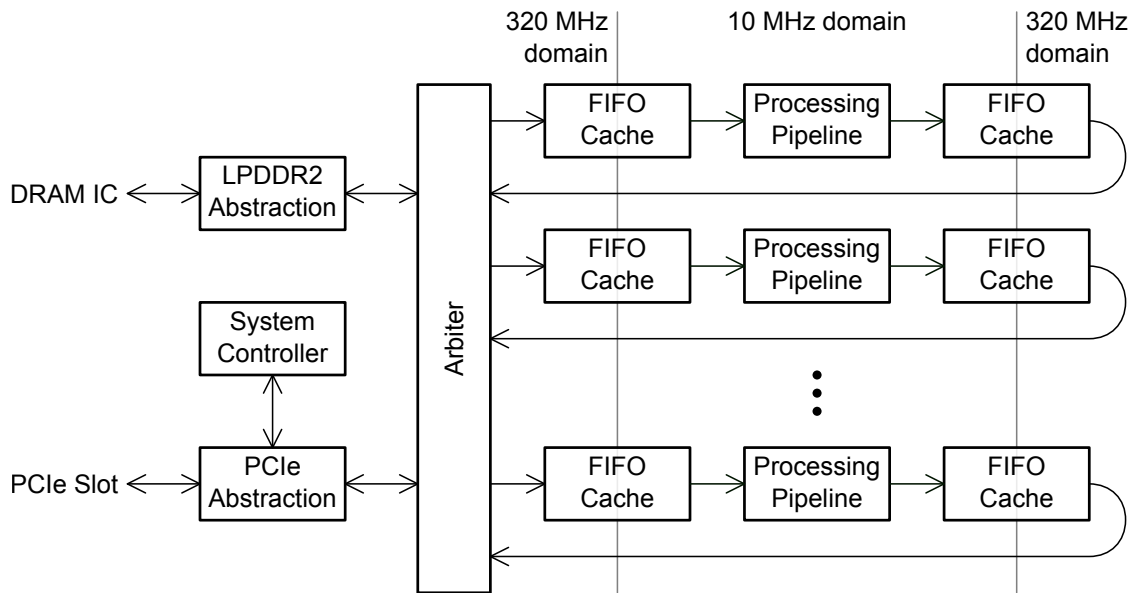 320 MHz
domain
10 MHz domain
320 MHz
domain
FIFO
Cache
Processing
Pipeline
FIFO
Cache
DRAM IC
LPDDR2
Abstraction
FIFO
Cache
Processing
Pipeline
FIFO
Cache
System
Controller
Arbiter
PCIe Slot
PCIe
Abstraction
FIFO
Cache
Processing
Pipeline
FIFO
Cache